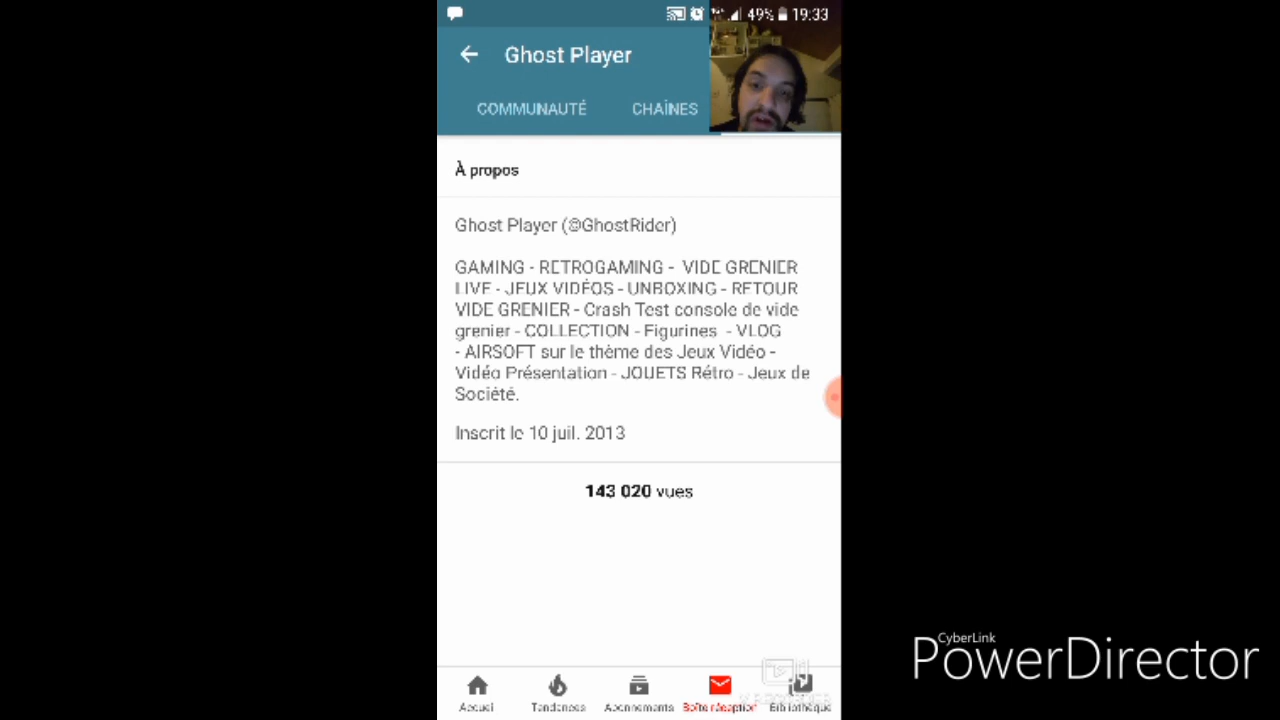 49% 19:33
Ghost Player
COMMUNAUTÉ CHAÎNES
À propos
Ghost Player (@GhostRider)
GAMING - RETROGAMING - VIDE GRENIER
LIVE - JEUX VIDÉOS - UNBOXING - RETOUR
VIDE GRENIER - Crash Test console de vide
grenier - COLLECTION - Figurines - VLOG
- AIRSOFT sur le thème des Jeux Vidéo -
Vidéo Présentation - JOUETS Rétro - Jeux de
Société.
Inscrit le 10 juil. 2013
143 020 vues
CyberLink
PowerDirector
Accueil Tendances Abonnements Boîte réception Bibliothèque